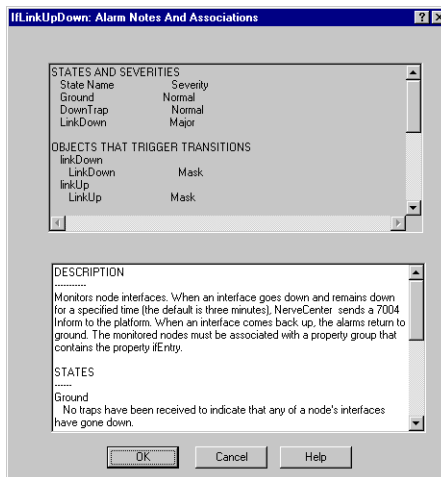 IfLinkUpDown: Alarm Notes And Associations
STATES AND SEVERITIES
State Name Severity
Ground Normal
DownTrap Normal
LinkDown Major
OBJECTS THAT TRIGGER TRANSITIONS
linkDown
LinkDown Mask
linkUp
LinkUp Mask
DESCRIPTION
-----------
Monitors node interfaces. When an interface goes down and remains down
for a specified time (the default is three minutes), NerveCenter sends a 7004
Inform to the platform. When an interface comes back up, the alarms return to
ground. The monitored nodes must be associated with a property group that
contains the property ifEntry.
STATES
------
Ground
No traps have been received to indicate that any of a node's interfaces
have gone down.
OK Cancel Help